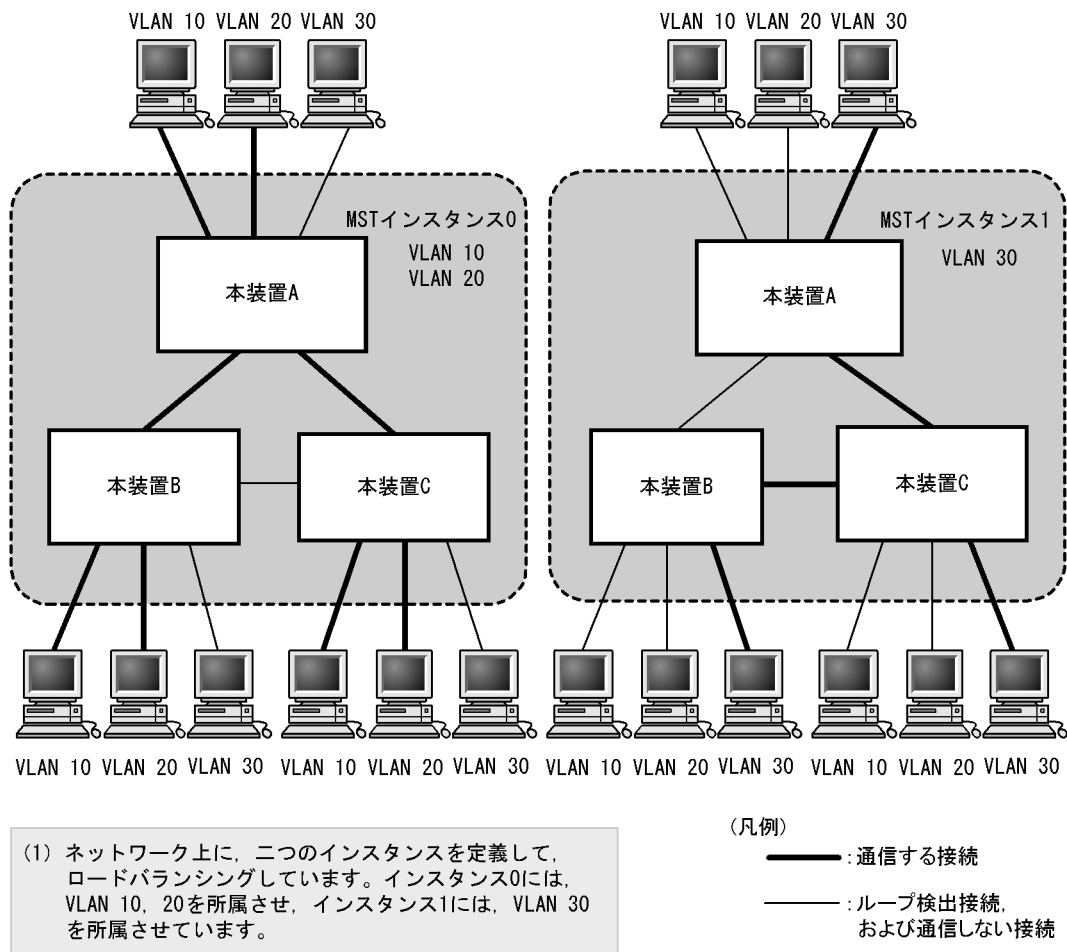 VLAN 10 VLAN 20 VLAN 30
VLAN 10 VLAN 20 VLAN 30
MSTインスタンス0
VLAN 10
VLAN 20
本装置A
本装置B
本装置C
MSTインスタンス1
VLAN 30
本装置A
本装置B
本装置C
VLAN 10 VLAN 20 VLAN 30
VLAN 10 VLAN 20 VLAN 30
VLAN 10 VLAN 20 VLAN 30
VLAN 10 VLAN 20 VLAN 30
(1) ネットワーク上に，二つのインスタンスを定義して，
ロードバランシングしています。インスタンス0には，
VLAN 10，20を所属させ，インスタンス1には，VLAN 30
を所属させています。
(凡例)
：通信する接続
：ループ検出接続，
および通信しない接続